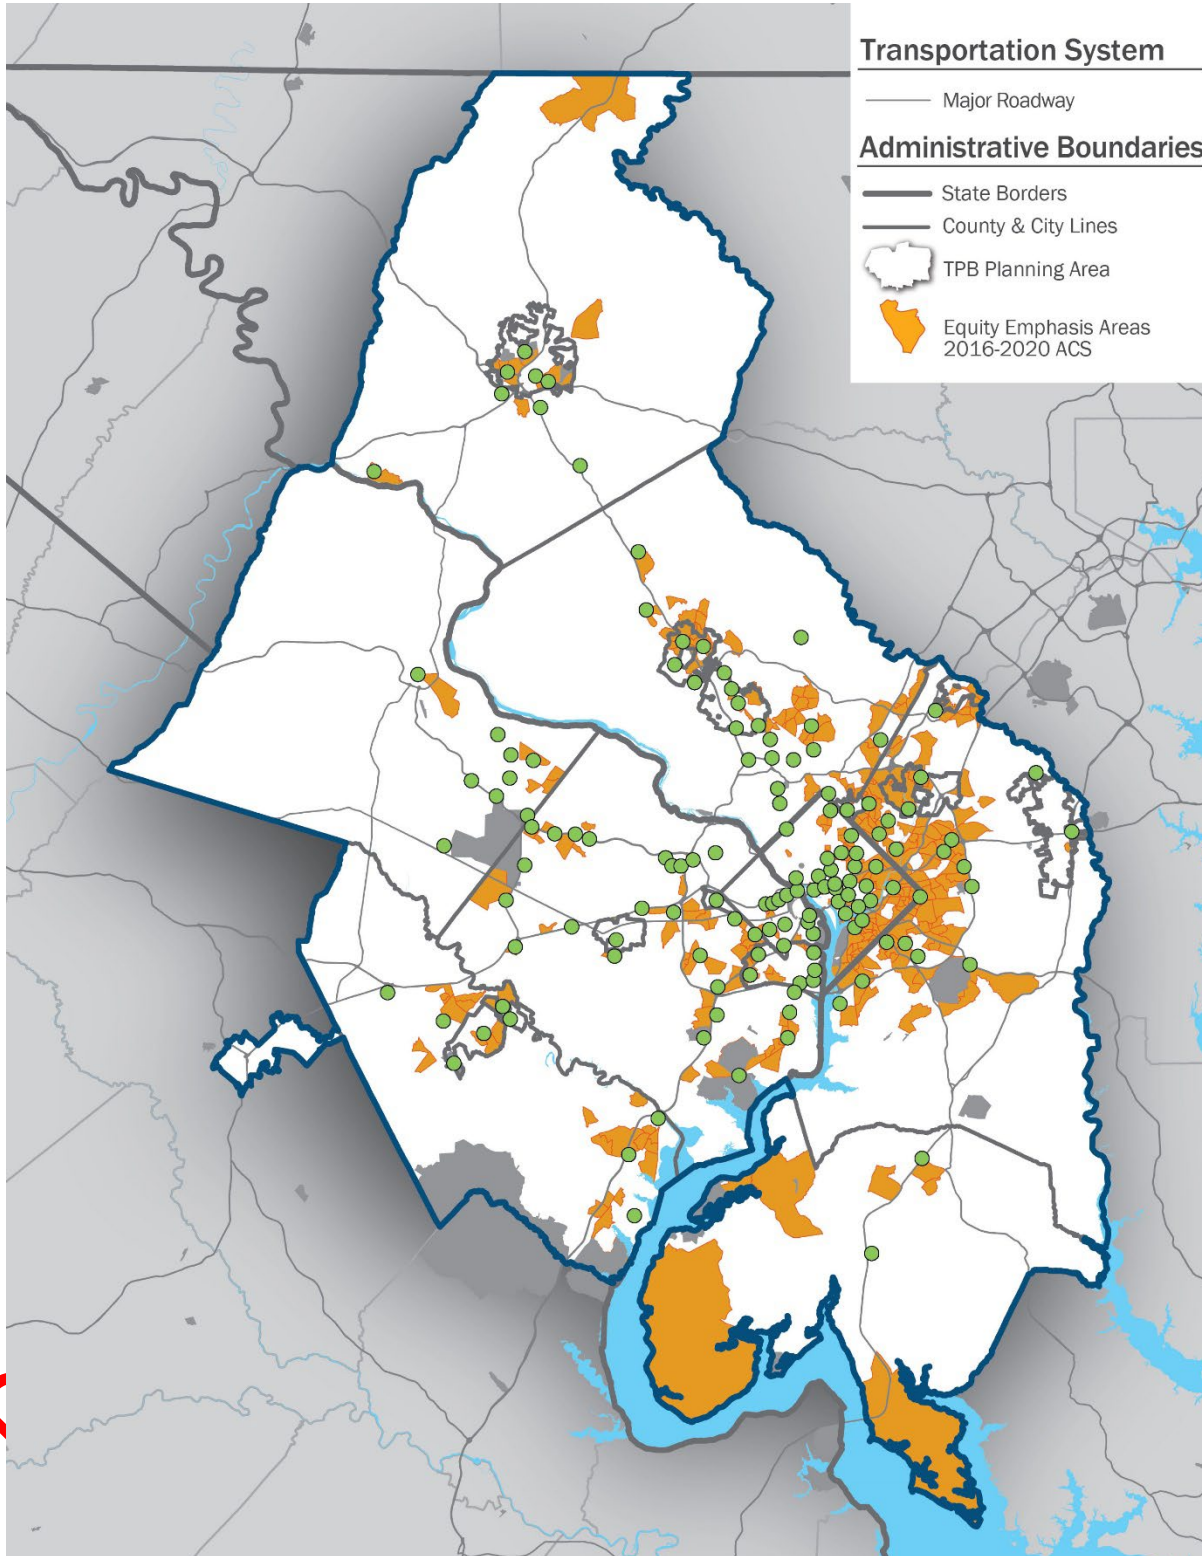 Transportation System
Major Roadway
Administrative Boundaries
State Borders
County & City Lines
TPB Planning Area
Equity Emphasis Areas
2016-2020 ACS